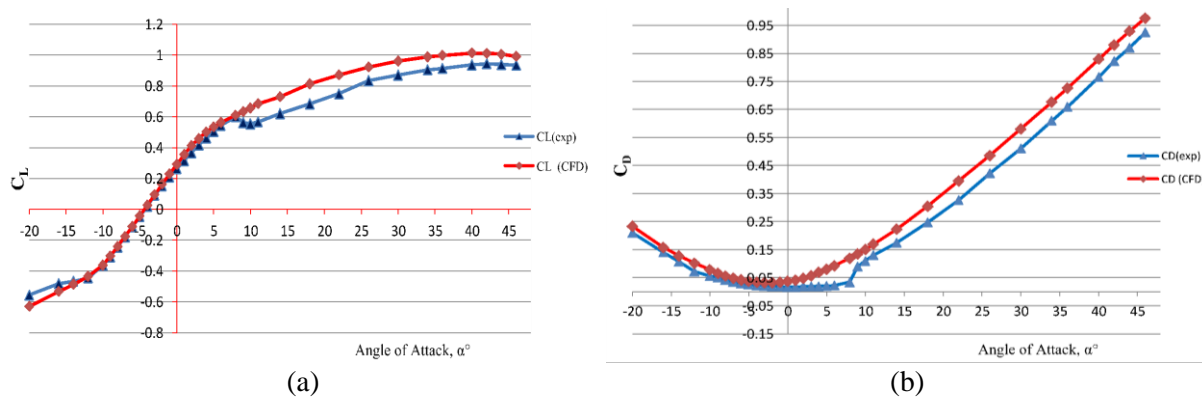 1.2
1
0.8
0.6
0.4
0.2
0
-0.2
-0.4
-0.6
-0.8
-20 -15 -10 -5 0 5 10 15 20 25 30 35 40 45
C_L
CL(exp)
CL (CFD)
Angle of Attack, α°
(a)
0.95
0.85
0.75
0.65
0.55
0.45
0.35
0.25
0.15
0.05
-0.05
-0.15
-20 -15 -10 -5 0 5 10 15 20 25 30 35 40 45
C_D
CD(exp)
CD (CFD
Angle of Attack, α°
(b)